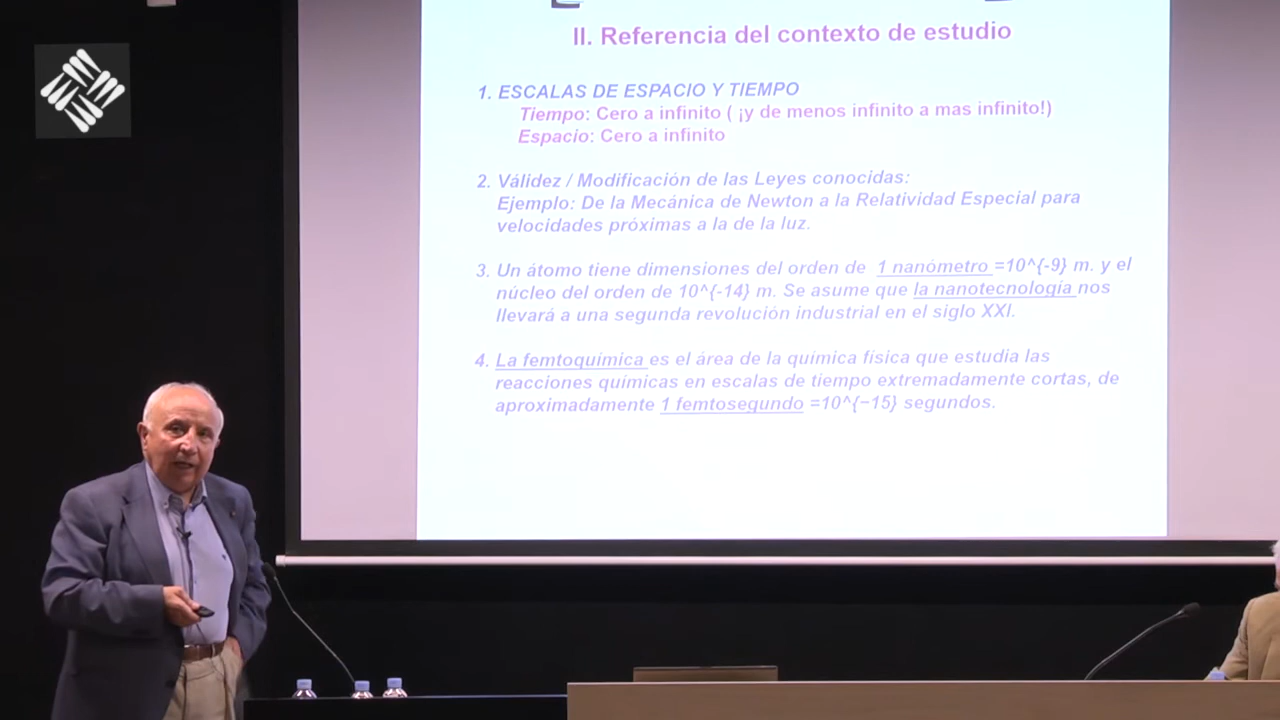 II. Referencia del contexto de estudio
1. ESCALAS DE ESPACIO Y TIEMPO
Tiempo: Cero a infinito ( ¡y de menos infinito a mas infinito!)
Espacio: Cero a infinito
2. Válidez / Modificación de las Leyes conocidas:
Ejemplo: De la Mecánica de Newton a la Relatividad Especial para
velocidades próximas a la de la luz.
3. Un átomo tiene dimensiones del orden de 1 nanómetro =10^{-9} m. y el
núcleo del orden de 10^{-14} m. Se asume que la nanotecnología nos
llevará a una segunda revolución industrial en el siglo XXI.
4. La femtoquímica es el área de la química física que estudia las
reacciones químicas en escalas de tiempo extremadamente cortas, de
aproximadamente 1 femtosegundo =10^{−15} segundos.